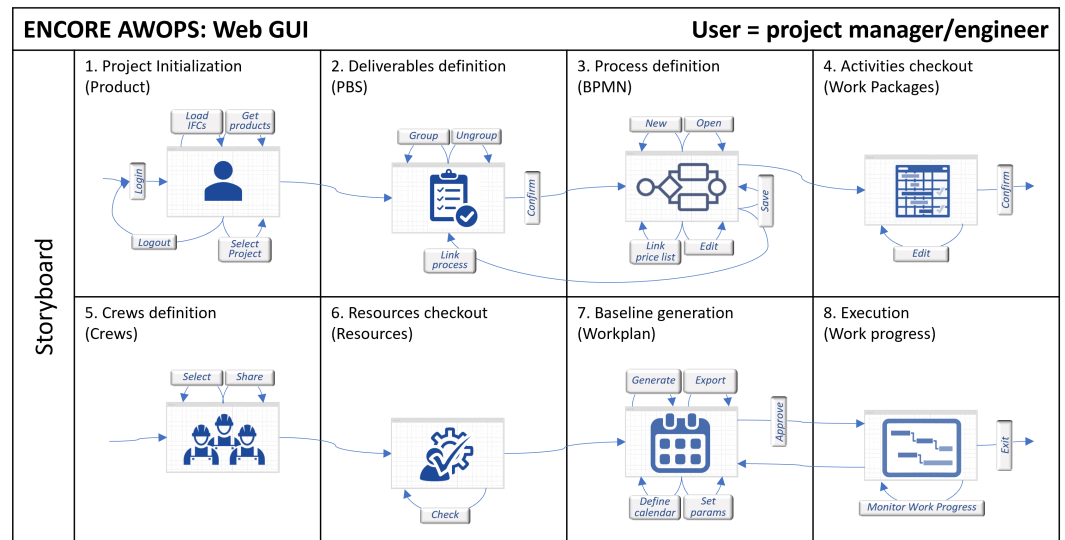 ENCORE AWOPS: Web GUI
User = project manager/engineer
Storyboard
1. Project Initialization
(Product)
Load
IFCs
Get
products
Login
Logout
Select
Project
2. Deliverables definition
(PBS)
Group
Ungroup
Confirm
Link
process
3. Process definition
(BPMN)
New
Open
Save
Link
price list
Edit
4. Activities checkout
(Work Packages)
Confirm
Edit
5. Crews definition
(Crews)
Select
Share
6. Resources checkout
(Resources)
Check
7. Baseline generation
(Workplan)
Generate
Export
Approve
Define
calendar
Set
params
8. Execution
(Work progress)
Exit
Monitor Work Progress